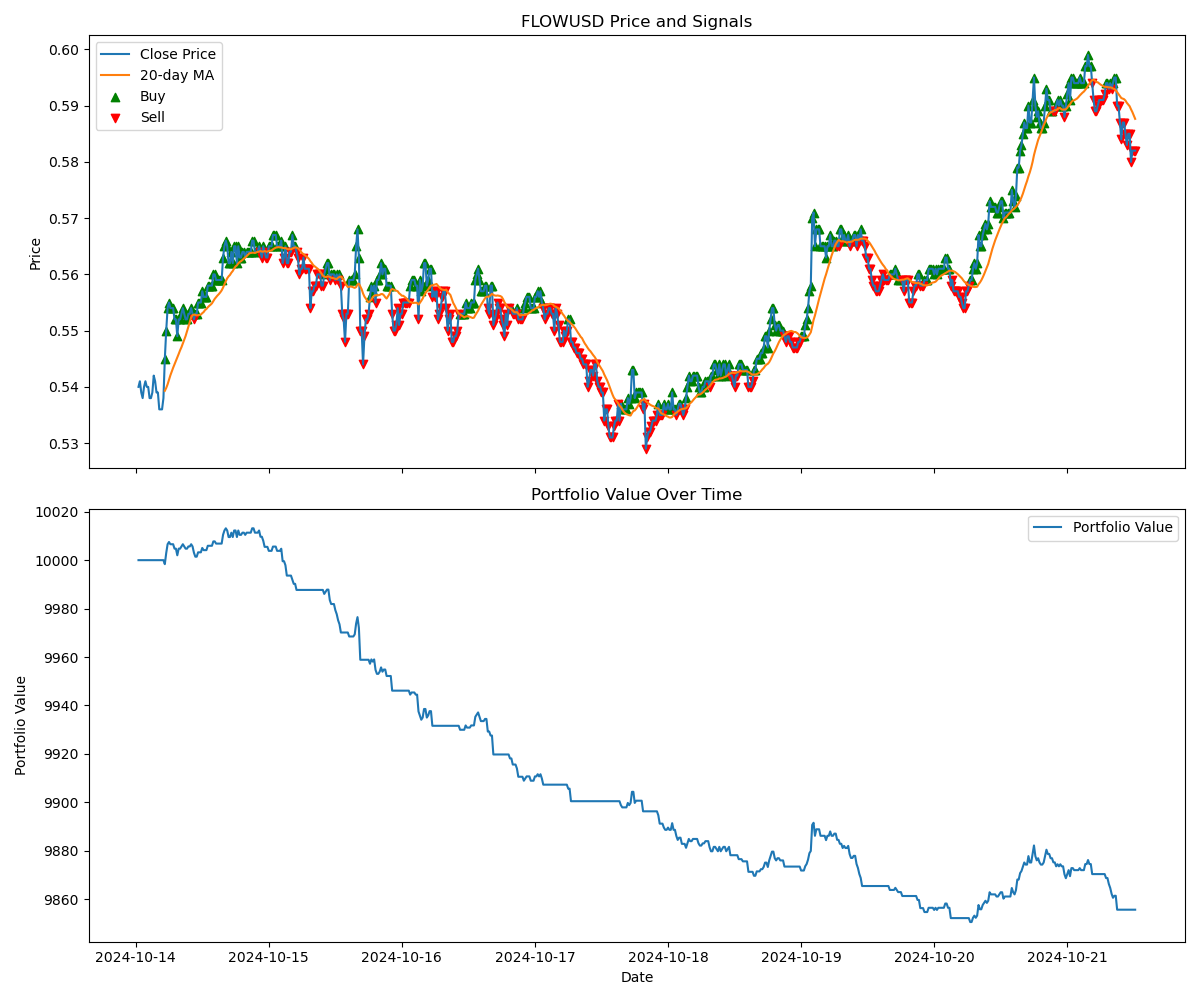 FLOWUSD Price and Signals
Price
0.60
0.59
0.58
0.57
0.56
0.55
0.54
0.53
Close Price
20-day MA
Buy
Sell
Portfolio Value Over Time
Portfolio Value
10020
10000
9980
9960
9940
9920
9900
9880
9860
Portfolio Value
2024-10-14
2024-10-15
2024-10-16
2024-10-17
2024-10-18
2024-10-19
2024-10-20
2024-10-21
Date